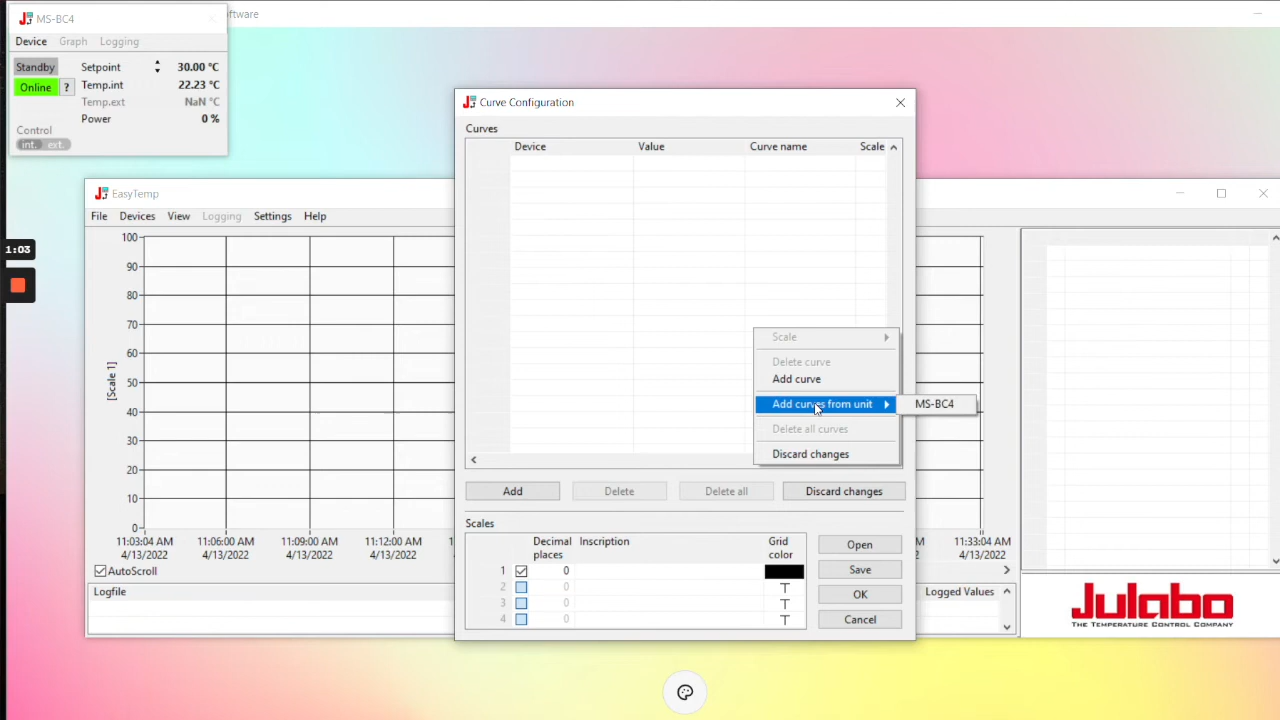 MS-BC4
ftware
Device Graph Logging
Standby Setpoint 30.00 °C
Online ? Temp.int 22.23 °C
Temp.ext NaN °C
Power 0 %
Control
int. ext.
Curve Configuration
Curves
Device Value Curve name Scale
EasyTemp
File Devices View Logging Settings Help
1:03
100
90
80
70
60
50
40
30
20
10
0
[Scale 1]
Scale
Delete curve
Add curve
Add curves from unit MS-BC4
Delete all curves
Discard changes
Add Delete Delete all Discard changes
Scales
Decimal places Inscription Grid color
1 0
2 0 T
3 0 T
4 0 T
Open
Save
OK
Cancel
11:03:04 AM 11:06:00 AM 11:09:00 AM 11:12:00 AM 1 M 11:33:04 AM
4/13/2022 4/13/2022 4/13/2022 4/13/2022 2 4/13/2022
AutoScroll
Logfile Logged Values
Julabo
THE TEMPERATURE CONTROL COMPANY